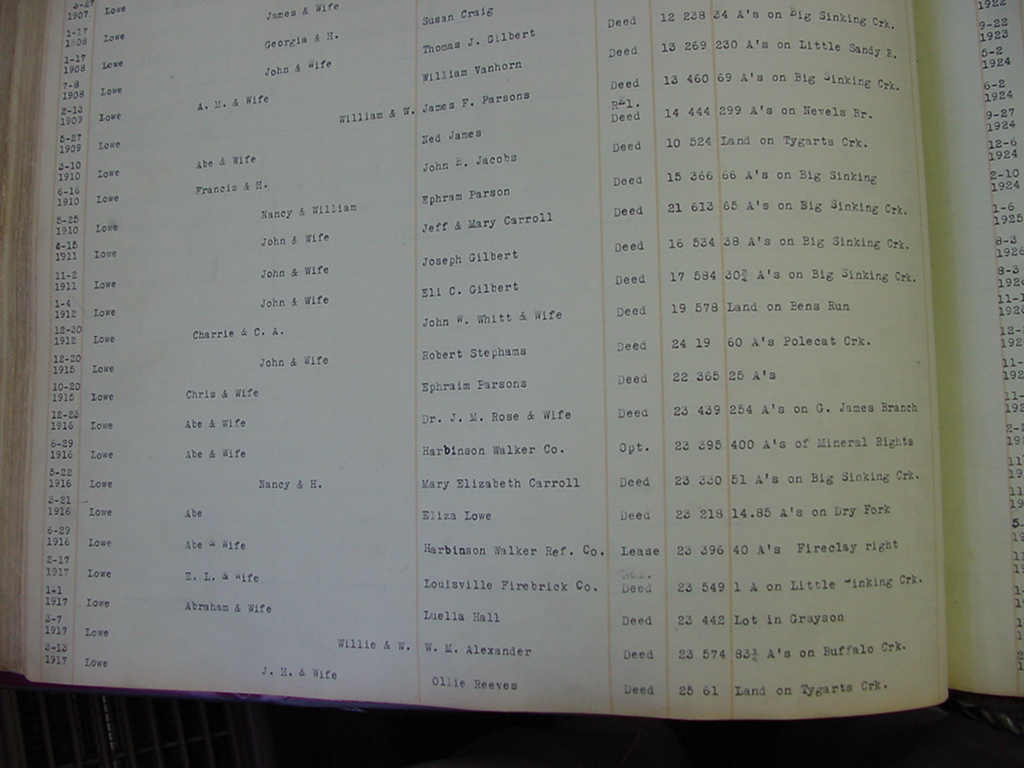 3-27
1907 Lowe
1-17 James & Wife Susan Craig
1908 Lowe
1-17 Georgia & H. Thomas J. Gilbert Deed 12 238 34 A's on Big Sinking Crk.
1908 Lowe
7-8 John & Wife William Vanhorn Deed 13 269 230 A's on Little Sandy R.
1908 Lowe A. M. & Wife
2-13 William & W. James F. Parsons Deed 13 460 69 A's on Big Sinking Crk.
1909 Lowe
5-27 Ned James Rel. Deed 14 444 299 A's on Nevels Br.
1909 Lowe Abe & Wife
3-10 John B. Jacobs Deed 10 524 Land on Tygarts Crk.
1910 Lowe Francis & H.
6-16 Ephram Parson Deed 15 366 66 A's on Big Sinking
1910 Lowe Nancy & William
5-25 Jeff & Mary Carroll Deed 21 613 65 A's on Big Sinking Crk.
1910 Lowe John & Wife
4-15 Joseph Gilbert Deed 16 534 38 A's on Big Sinking Crk.
1911 Lowe John & Wife
11-2 Eli C. Gilbert Deed 17 584 30¾ A's on Big Sinking Crk.
1911 Lowe John & Wife
1-4 John W. Whitt & Wife Deed 19 578 Land on Bens Run
1912 Lowe Charrie & C. A.
12-30 Robert Stephams Deed 24 19 60 A's Polecat Crk.
1912 Lowe John & Wife
12-20 Ephraim Parsons Deed 22 365 25 A's
1915 Lowe Chris & Wife
10-20 Dr. J. M. Rose & Wife Deed 23 439 254 A's on G. James Branch
1915 Lowe Abe & Wife
12-23 Harbinson Walker Co. Opt. 23 395 400 A's of Mineral Rights
1916 Lowe Abe & Wife
6-29 Mary Elizabeth Carroll Deed 23 330 51 A's on Big Sinking Crk.
1916 Lowe Nancy & H.
5-22 Eliza Lowe Deed 23 218 14.85 A's on Dry Fork
1916 Lowe Abe
3-21 Harbinson Walker Ref. Co. Lease 23 396 40 A's Fireclay right
1916 Lowe Abe & Wife
6-29 Louisville Firebrick Co. Deed 23 549 1 A on Little Sinking Crk.
1916 Lowe E. L. & Wife
2-17 Luella Hall Deed 23 442 Lot in Grayson
1917 Lowe Abraham & Wife
1-1 Willie & W. W. M. Alexander Deed 23 574 83½ A's on Buffalo Crk.
1917 Lowe
3-7 J. H. & Wife Ollie Reeves Deed 25 61 Land on Tygarts Crk.
1917 Lowe
3-13
1917 Lowe
1922
9-22
1923
5-2
1924
6-2
1924
9-27
1924
12-6
1924
2-10
1924
1-6
1925
8-3
8-3